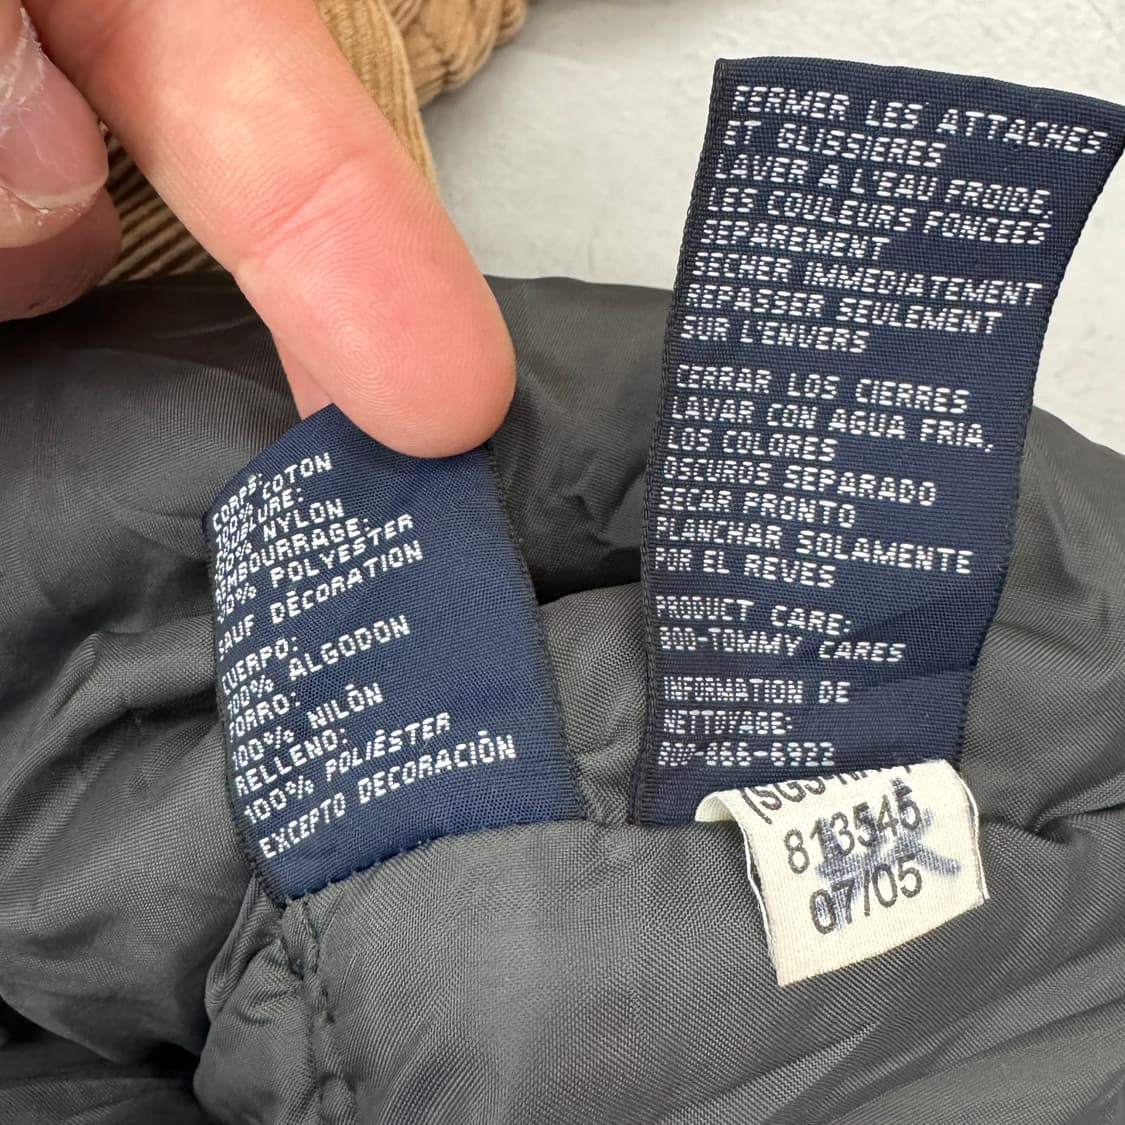 CORPS:
100% COTON
DOUBLURE:
100% NYLON
REMBOURRAGE:
100% POLYESTER
SAUF DÉCORATION
CUERPO:
100% ALGODON
FORRO:
100% NILÓN
RELLENO:
100% POLIÉSTER
EXCEPTO DECORACIÓN
FERMER LES ATTACHES
ET GLISSIERES
LAVER A L'EAU FROIDE,
LES COULEURS FONCEES
SEPAREMENT
SECHER IMMEDIATEMENT
REPASSER SEULEMENT
SUR L'ENVERS
CERRAR LOS CIERRES
LAVAR CON AGUA FRIA,
LOS COLORES
OSCUROS SEPARADO
SECAR PRONTO
PLANCHAR SOLAMENTE
POR EL REVES
PRODUCT CARE:
800-TOMMY CARES
INFORMATION DE
NETTOYAGE:
813545
07/05